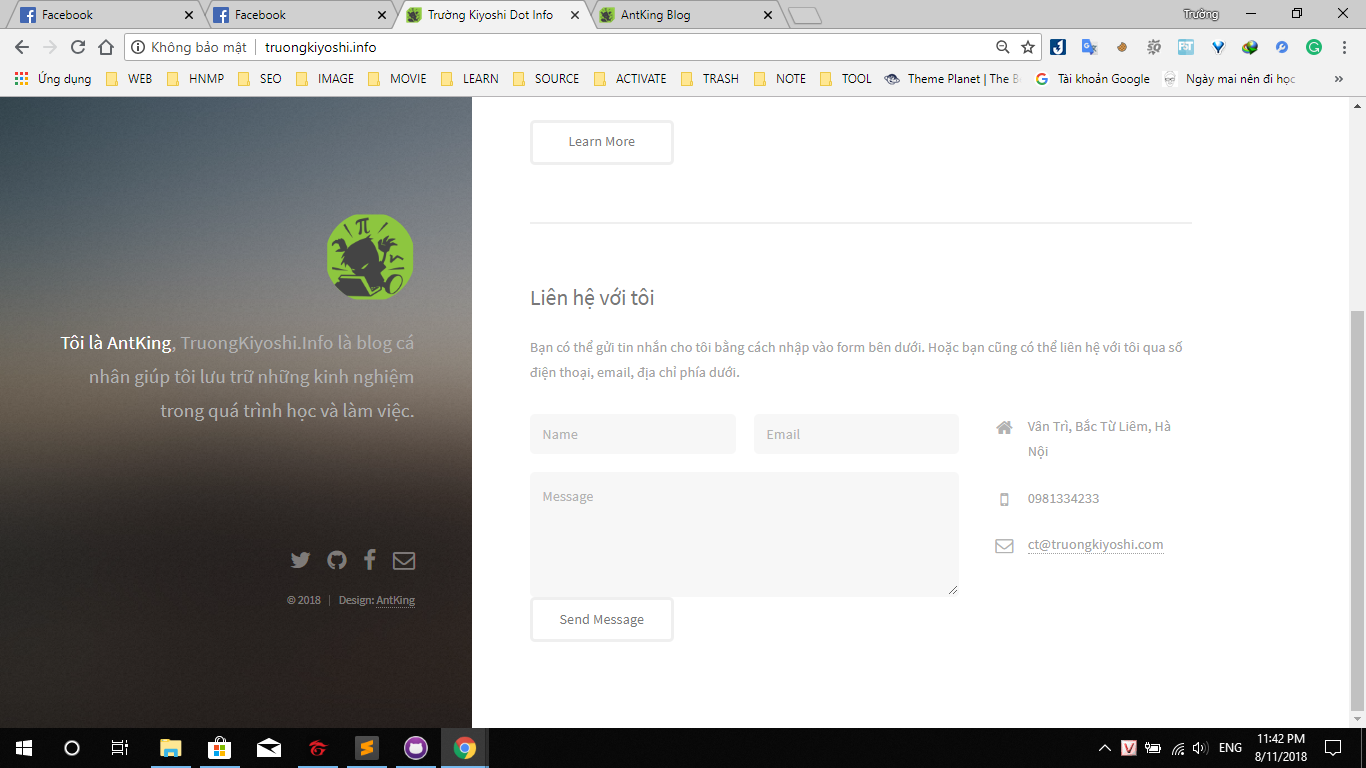 Facebook
Facebook
Trường Kiyoshi Dot Info
AntKing Blog
Trường
Không bảo mật
truongkiyoshi.info
Ứng dụng
WEB
HNMP
SEO
IMAGE
MOVIE
LEARN
SOURCE
ACTIVATE
TRASH
NOTE
TOOL
Theme Planet | The B
Tài khoản Google
Ngày mai nên đi học
»
Learn More
π
Tôi là AntKing, TruongKiyoshi.Info là blog cá
nhân giúp tôi lưu trữ những kinh nghiệm
trong quá trình học và làm việc.
© 2018 | Design: AntKing
Liên hệ với tôi
Bạn có thể gửi tin nhắn cho tôi bằng cách nhập vào form bên dưới. Hoặc bạn cũng có thể liên hệ với tôi qua số
điện thoại, email, địa chỉ phía dưới.
Name
Email
Message
Send Message
Văn Trì, Bắc Từ Liêm, Hà
Nội
0981334233
ct@truongkiyoshi.com
V
ENG
11:42 PM
8/11/2018